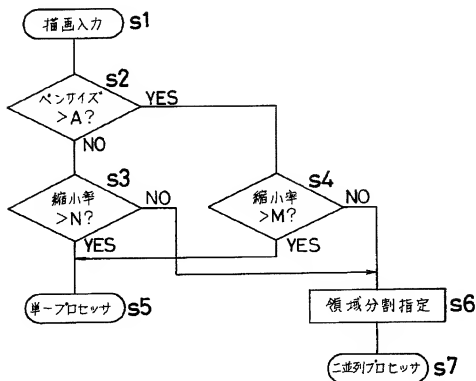 描画入力 S1
S2
ペンサイズ
>A?
YES
NO
S3
縮小率
>N?
NO
YES
S4
縮小率
>M?
NO
YES
単一プロセッサ S5
領域分割指定 S6
二並列プロセッサ S7